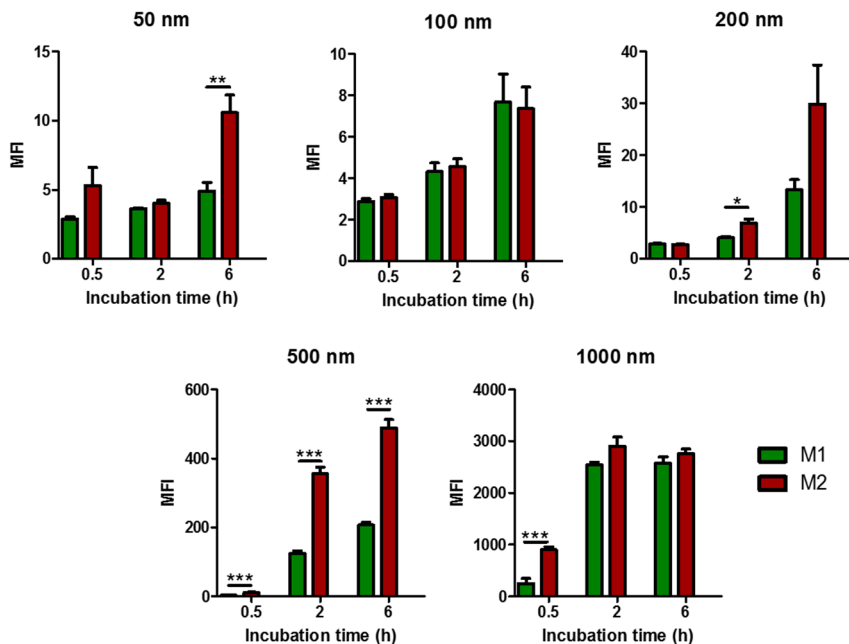 50 nm
15
10
5
0
MFI
**
0.5 2 6
Incubation time (h)
100 nm
10
8
6
4
2
0
MFI
0.5 2 6
Incubation time (h)
200 nm
40
30
20
10
0
MFI
*
0.5 2 6
Incubation time (h)
500 nm
600
400
200
0
MFI
***
***
***
0.5 2 6
Incubation time (h)
1000 nm
4000
3000
2000
1000
0
MFI
***
0.5 2 6
Incubation time (h)
M1
M2